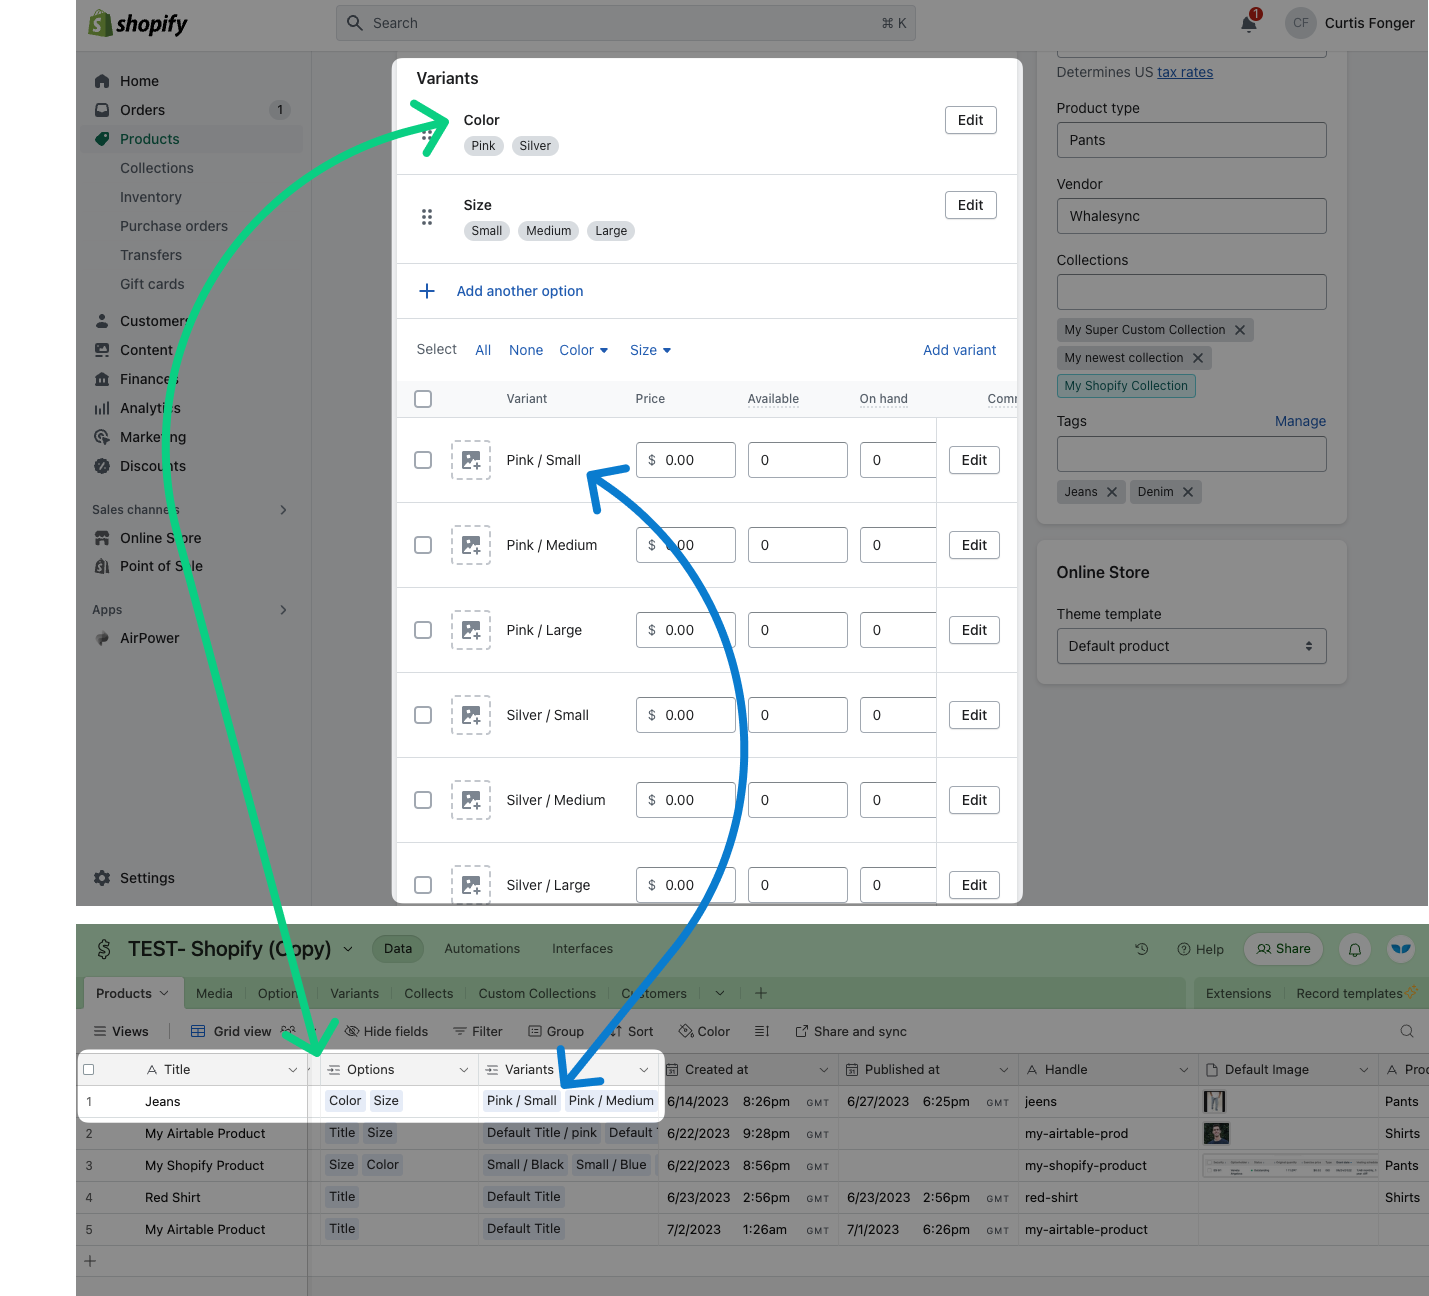 shopify
Search
⌘ K
1
CF
Curtis Fonger
Home
Orders
1
Products
Collections
Inventory
Purchase orders
Transfers
Gift cards
Customers
Content
Finances
Analytics
Marketing
Discounts
Sales channels
Online Store
Point of Sale
Apps
AirPower
Settings
Variants
Color
Edit
Pink Silver
Size
Edit
Small Medium Large
Add another option
Select All None Color Size Add variant
Variant Price Available On hand Comm
Pink / Small $ 0.00 0 0 Edit
Pink / Medium $ 0.00 0 0 Edit
Pink / Large $ 0.00 0 0 Edit
Silver / Small $ 0.00 0 0 Edit
Silver / Medium $ 0.00 0 0 Edit
Silver / Large $ 0.00 0 0 Edit
Determines US tax rates
Product type
Pants
Vendor
Whalesync
Collections
My Super Custom Collection
My newest collection
My Shopify Collection
Tags Manage
Jeans Denim
Online Store
Theme template
Default product
TEST- Shopify (Copy) Data Automations Interfaces Help Share
Products Media Options Variants Collects Custom Collections Customers Extensions Record templates
Views Grid view Hide fields Filter Group Sort Color Share and sync
Title Options Variants Created at Published at Handle Default Image Proc
1 Jeans Color Size Pink / Small Pink / Medium 6/14/2023 8:26pm GMT 6/27/2023 6:25pm GMT jeens Pants
2 My Airtable Product Title Size Default Title / pink Default T 6/22/2023 9:28pm GMT my-airtable-prod Shirts
3 My Shopify Product Size Color Small / Black Small / Blue 6/22/2023 8:56pm GMT my-shopify-product Pants
4 Red Shirt Title Default Title 6/23/2023 2:56pm GMT 6/23/2023 2:56pm GMT red-shirt Shirts
5 My Airtable Product Title Default Title 7/2/2023 1:26am GMT 7/1/2023 6:26pm GMT my-airtable-product